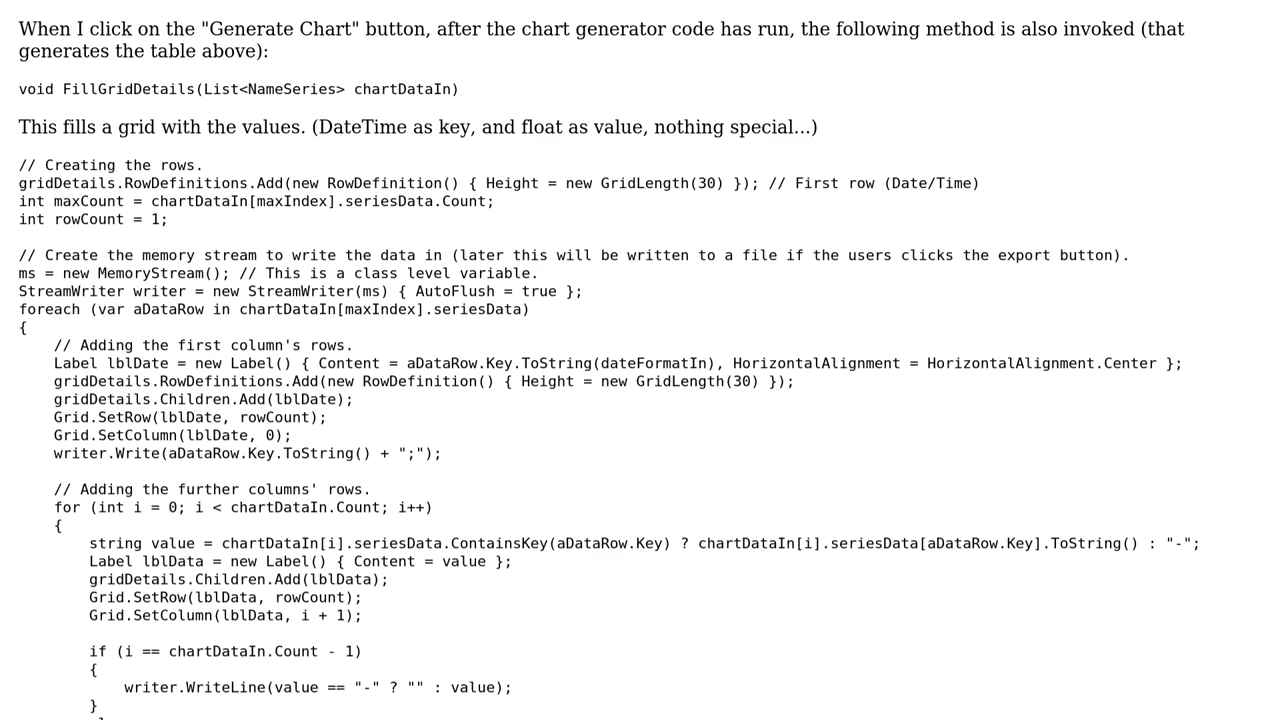 When I click on the "Generate Chart" button, after the chart generator code has run, the following method is also invoked (that
generates the table above):
void FillGridDetails(List<NameSeries> chartDataIn)
This fills a grid with the values. (DateTime as key, and float as value, nothing special...)
// Creating the rows.
gridDetails.RowDefinitions.Add(new RowDefinition() { Height = new GridLength(30) }); // First row (Date/Time)
int maxCount = chartDataIn[maxIndex].seriesData.Count;
int rowCount = 1;
// Create the memory stream to write the data in (later this will be written to a file if the users clicks the export button).
ms = new MemoryStream(); // This is a class level variable.
StreamWriter writer = new StreamWriter(ms) { AutoFlush = true };
foreach (var aDataRow in chartDataIn[maxIndex].seriesData)
{
    // Adding the first column's rows.
    Label lblDate = new Label() { Content = aDataRow.Key.ToString(dateFormatIn), HorizontalAlignment = HorizontalAlignment.Center };
    gridDetails.RowDefinitions.Add(new RowDefinition() { Height = new GridLength(30) });
    gridDetails.Children.Add(lblDate);
    Grid.SetRow(lblDate, rowCount);
    Grid.SetColumn(lblDate, 0);
    writer.Write(aDataRow.Key.ToString() + ";");
    // Adding the further columns' rows.
    for (int i = 0; i < chartDataIn.Count; i++)
    {
        string value = chartDataIn[i].seriesData.ContainsKey(aDataRow.Key) ? chartDataIn[i].seriesData[aDataRow.Key].ToString() : "-";
        Label lblData = new Label() { Content = value };
        gridDetails.Children.Add(lblData);
        Grid.SetRow(lblData, rowCount);
        Grid.SetColumn(lblData, i + 1);
        if (i == chartDataIn.Count - 1)
        {
            writer.WriteLine(value == "-" ? "" : value);
        }